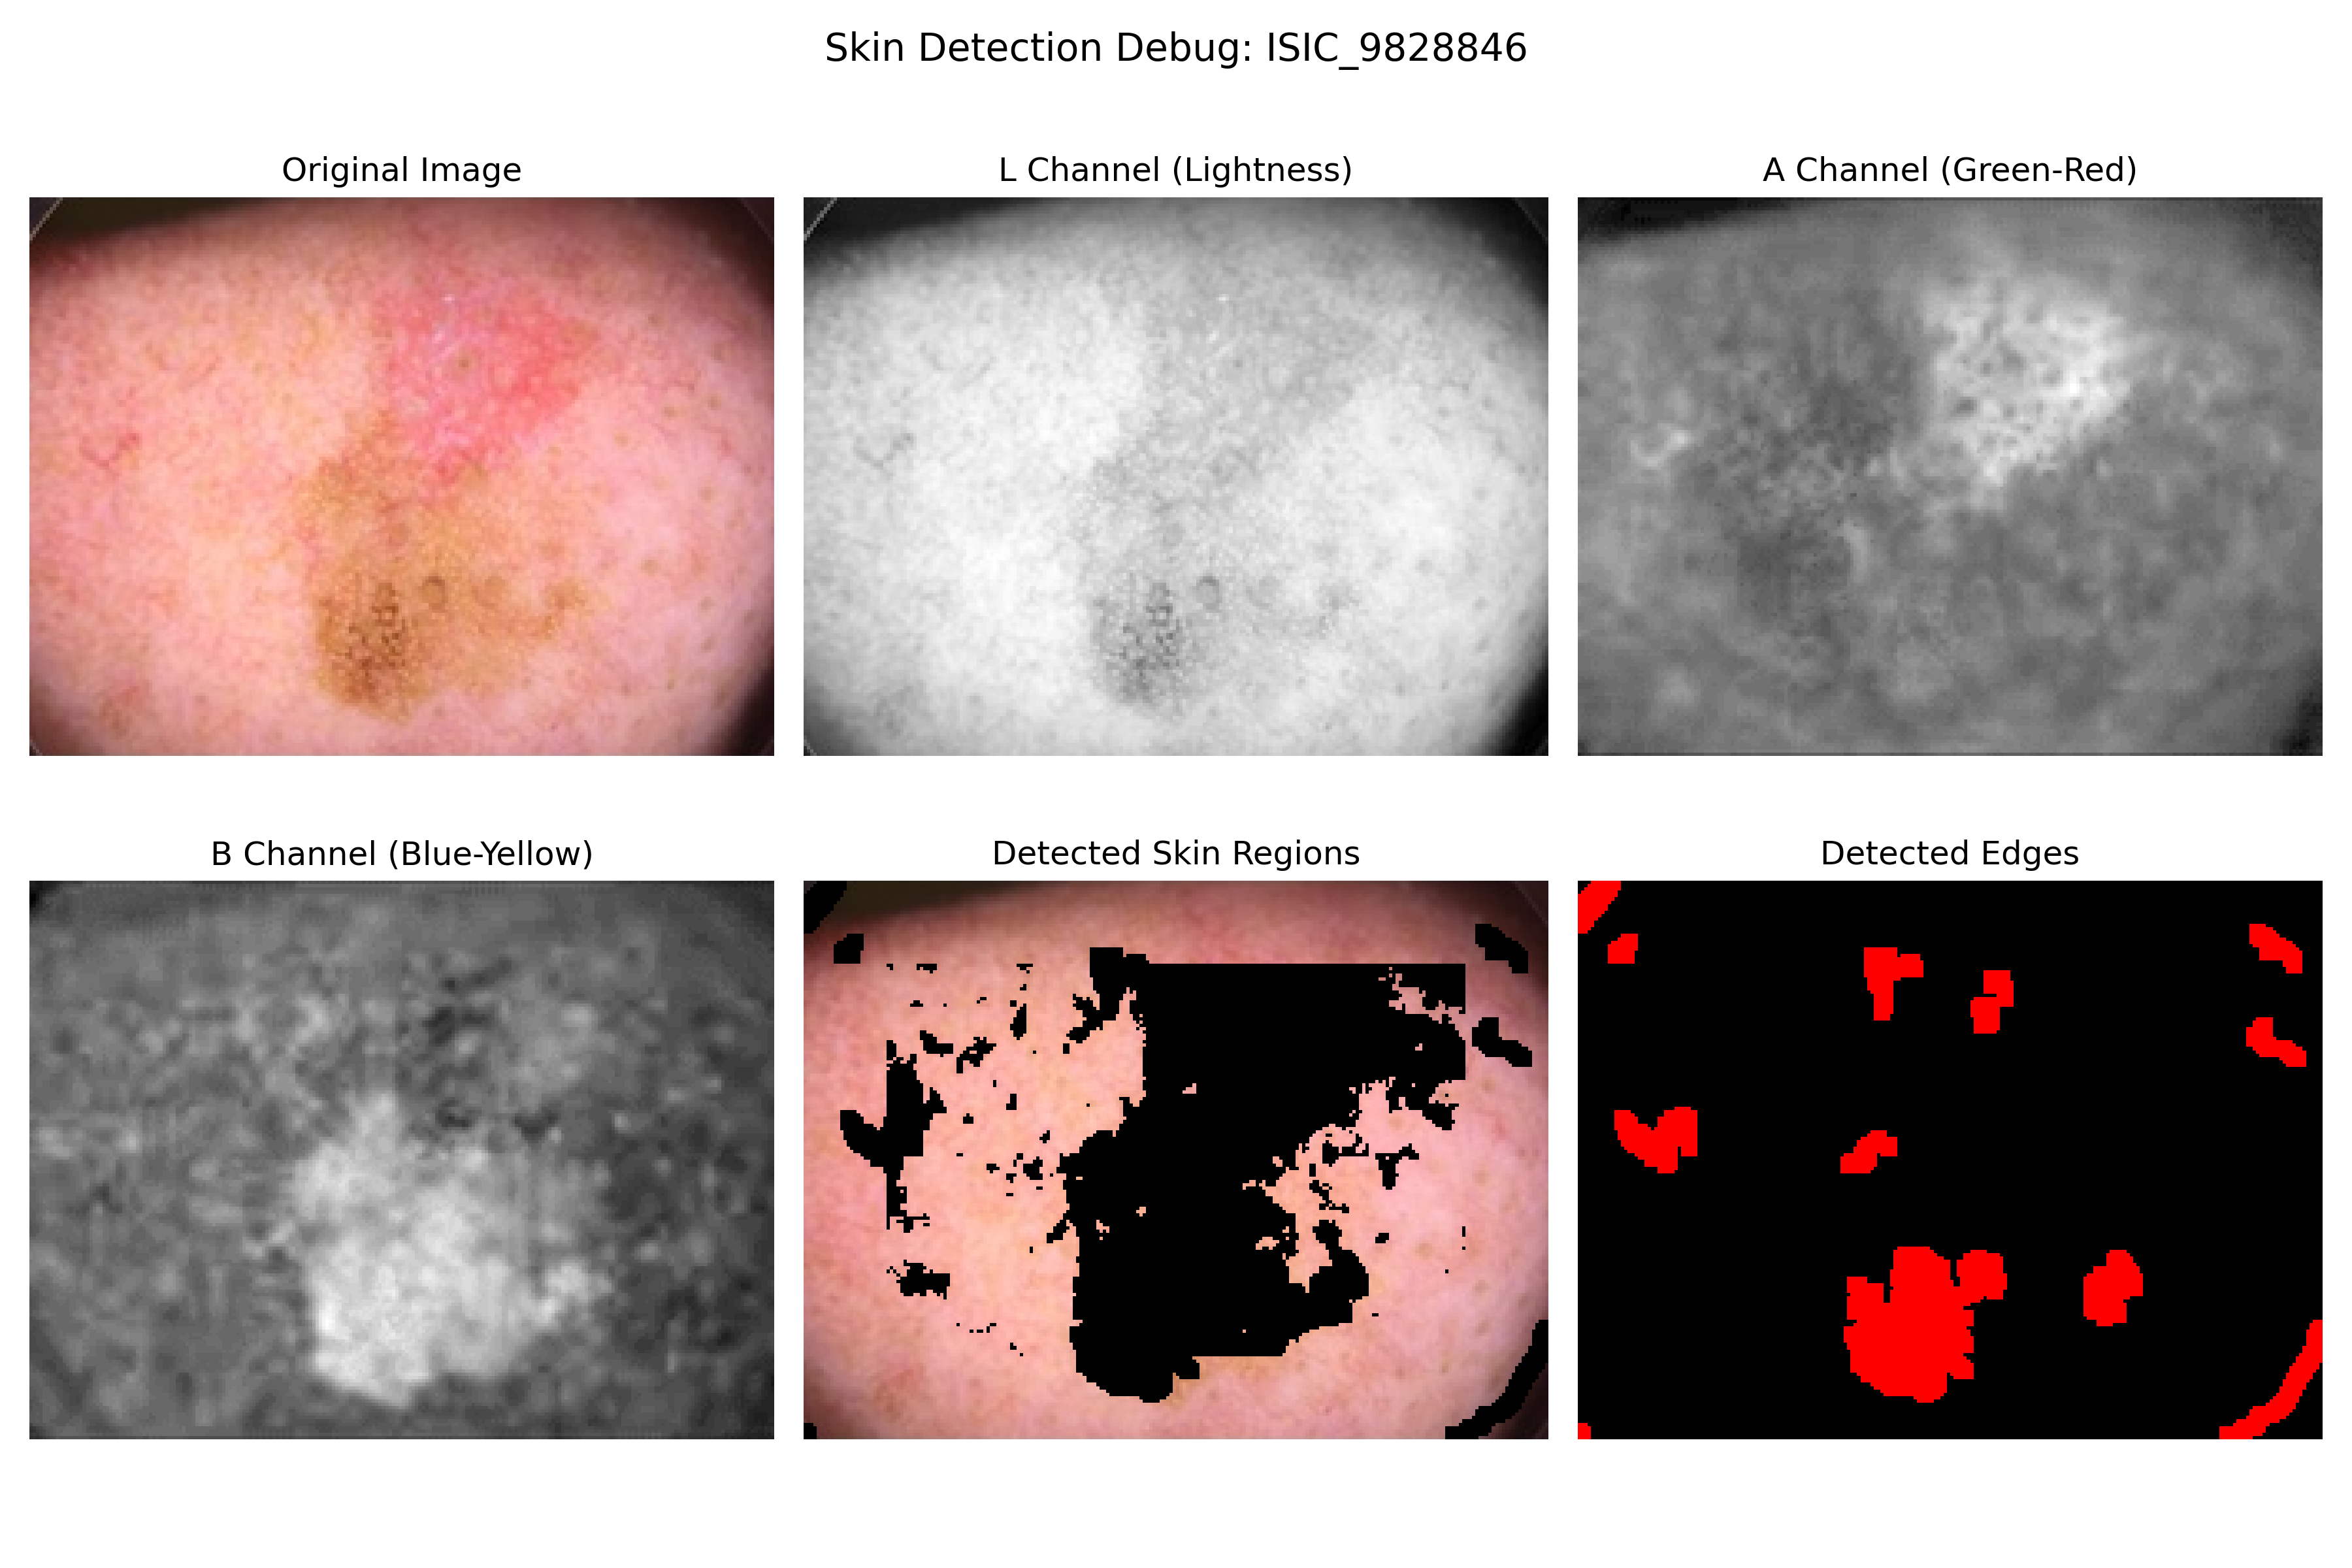 Skin Detection Debug: ISIC_9828846
Original Image
L Channel (Lightness)
A Channel (Green-Red)
B Channel (Blue-Yellow)
Detected Skin Regions
Detected Edges